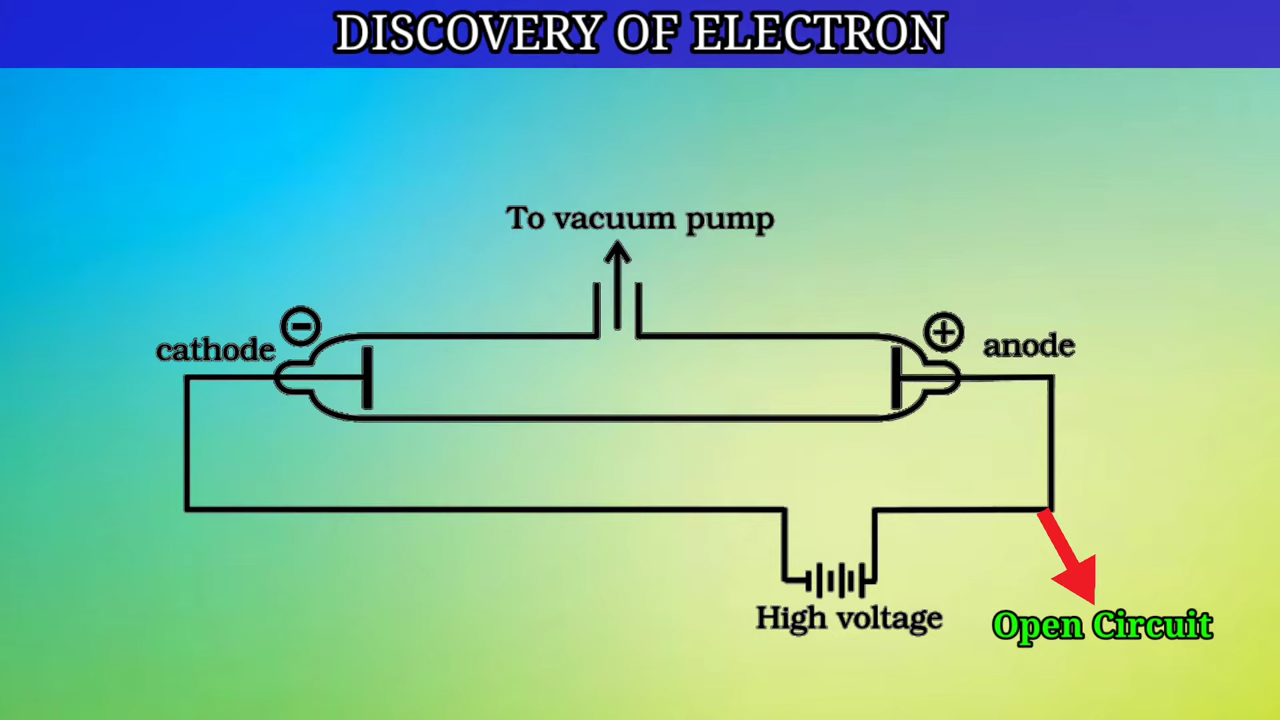 DISCOVERY OF ELECTRON
To vacuum pump
cathode
anode
High voltage
Open Circuit